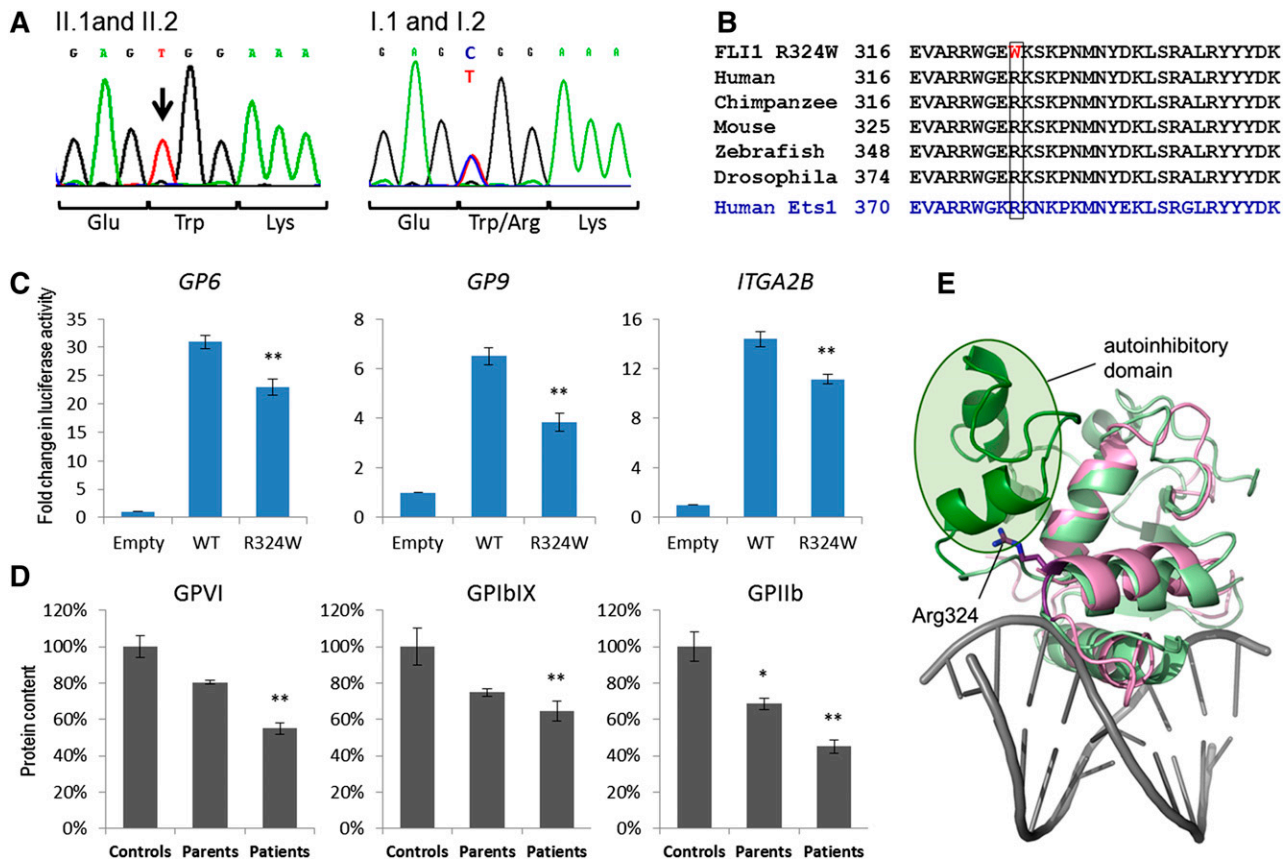 A
II.1and II.2
G A G T G G A A A
Glu Trp Lys
I.1 and I.2
G A G C G G A A A
T
Glu Trp/Arg Lys
B
FLI1 R324W 316 EVARRWGEWKSKPNMNYDKLSRALRYYYDK
Human 316 EVARRWGERKSKPNMNYDKLSRALRYYYDK
Chimpanzee 316 EVARRWGERKSKPNMNYDKLSRALRYYYDK
Mouse 325 EVARRWGERKSKPNMNYDKLSRALRYYYDK
Zebrafish 348 EVARRWGERKSKPNMNYDKLSRALRYYYDK
Drosophila 374 EVARRWGERKSKPNMNYDKLSRALRYYYDK
Human Ets1 370 EVARRWGKRKNKPKMNYEKLSRGLRYYYDK
C
Fold change in luciferase activity
GP6
35
30
25
20
15
10
5
0
**
Empty WT R324W
GP9
8
6
4
2
0
**
Empty WT R324W
ITGA2B
16
12
8
4
0
**
Empty WT R324W
D
Protein content
GPVI
120%
100%
80%
60%
40%
20%
0%
**
Controls Parents Patients
GPIbIX
120%
100%
80%
60%
40%
20%
0%
**
Controls Parents Patients
GPIIb
120%
100%
80%
60%
40%
20%
0%
*
**
Controls Parents Patients
E
autoinhibitory
domain
Arg324